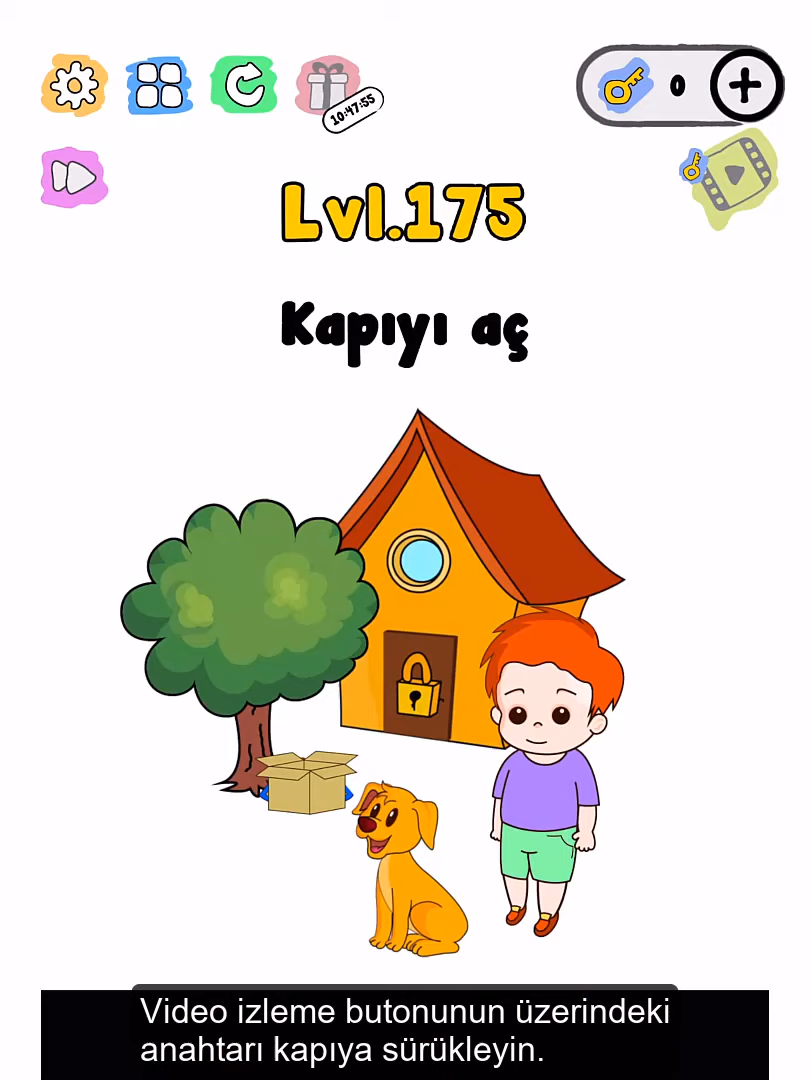 10:47:55
0
Lvl.175
Kapıyı aç
Video izleme butonunun üzerindeki
anahtarı kapıya sürükleyin.